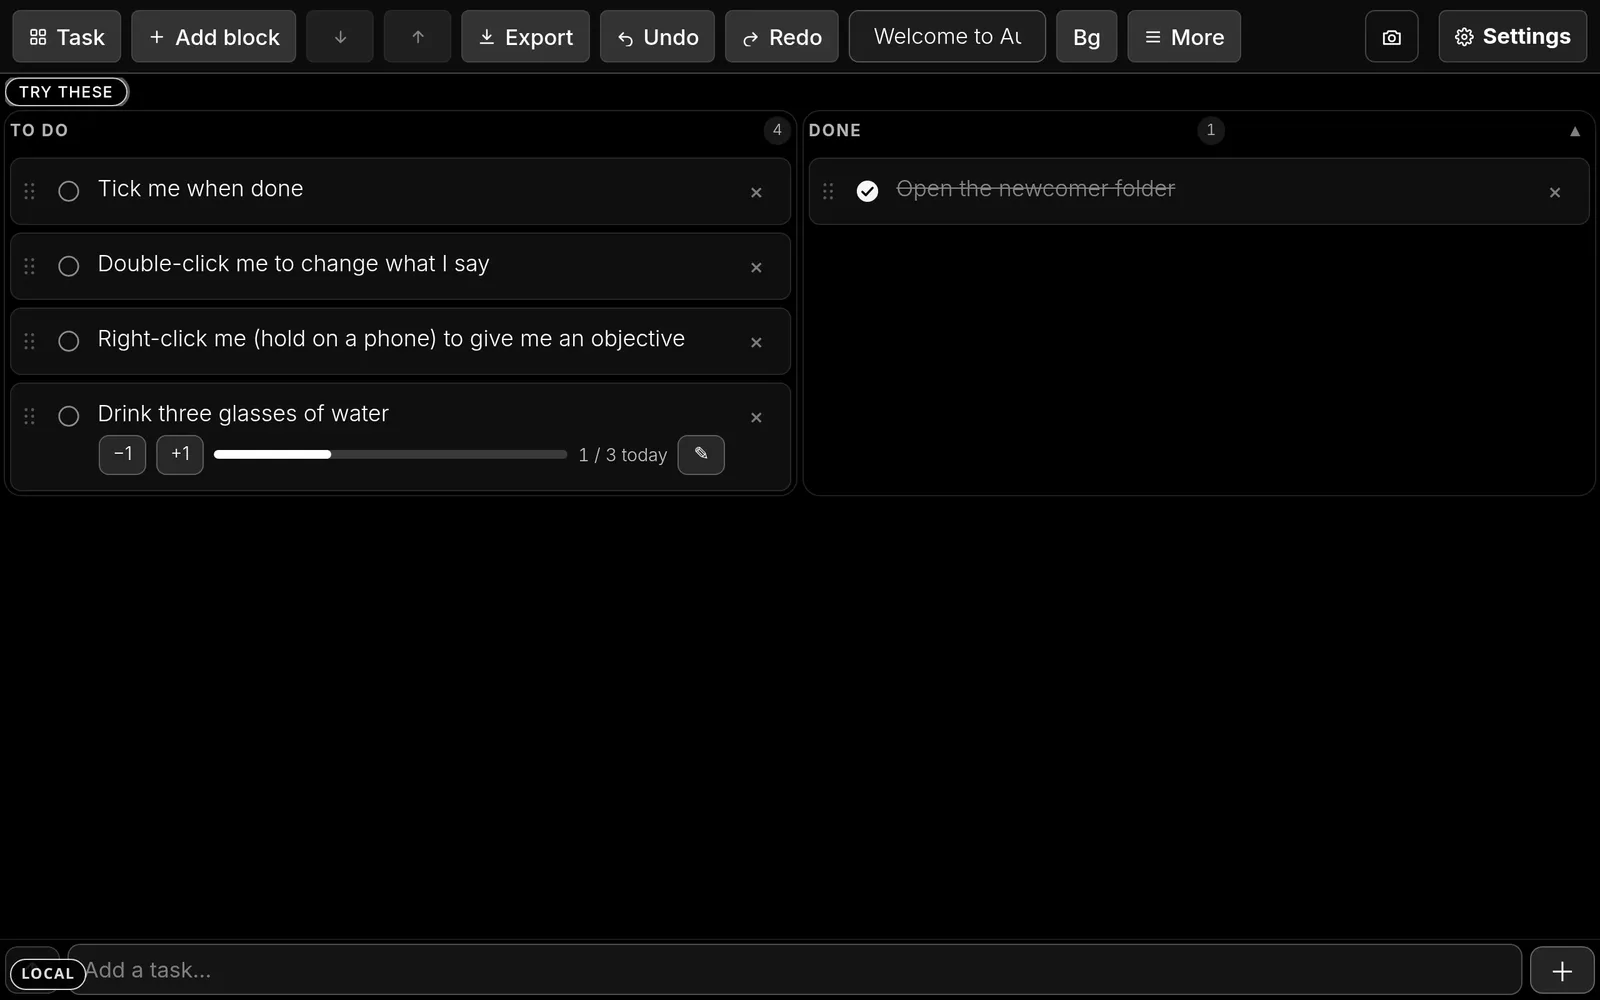 Task
Add block
Export
Undo
Redo
Welcome to Au
Bg
More
Settings
TRY THESE
TO DO
4
Tick me when done
Double-click me to change what I say
Right-click me (hold on a phone) to give me an objective
Drink three glasses of water
−1
+1
1 / 3 today
DONE
1
Open the newcomer folder
LOCAL
Add a task...